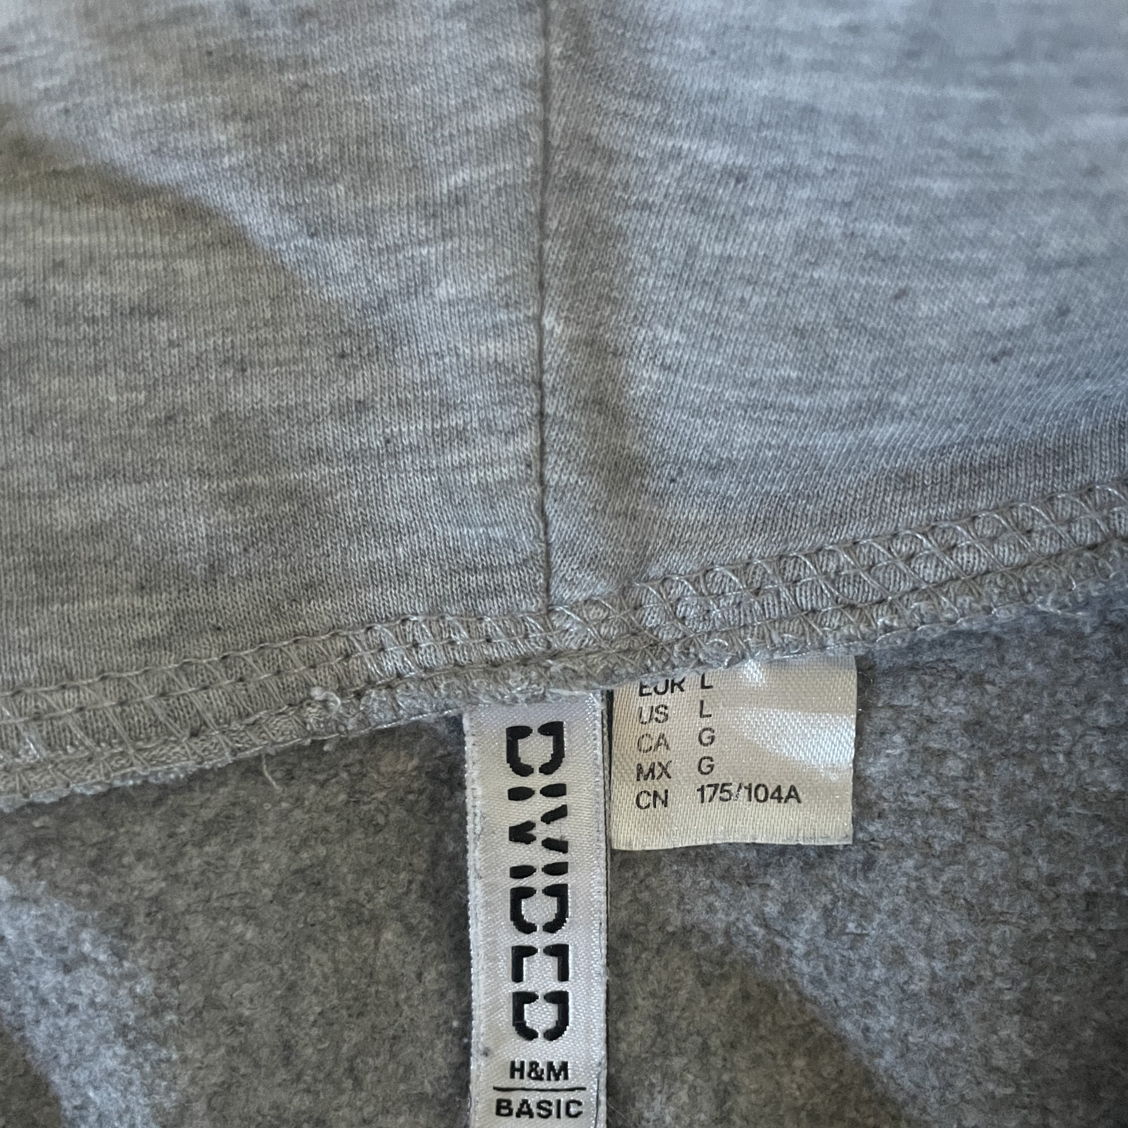 EUR L
US L
CA G
MX G
CN 175/104A
DIVIDED
H&M
BASIC